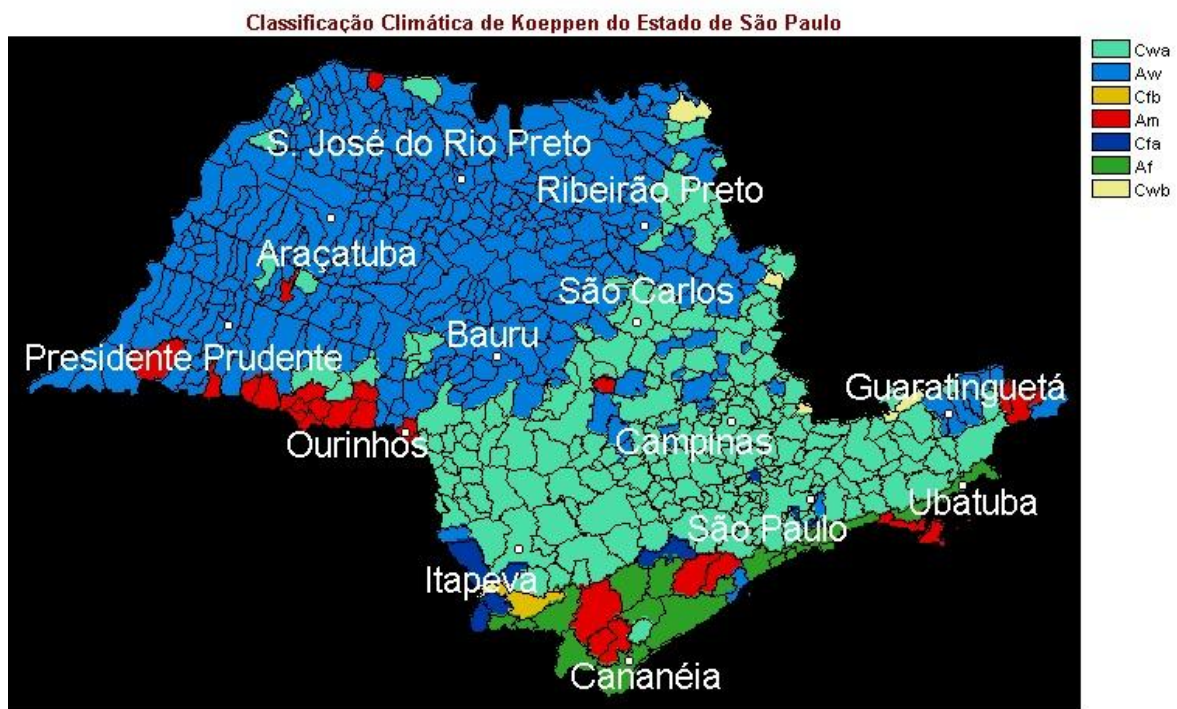 Classificação Climática de Koeppen do Estado de São Paulo
Cwa
Aw
Cfb
Am
Cfa
Af
Cwb
S. José do Rio Preto
Ribeirão Preto
Araçatuba
São Carlos
Bauru
Presidente Prudente
Guaratinguetá
Ourinhos
Campinas
Ubatuba
São Paulo
Itapeva
Cananéia